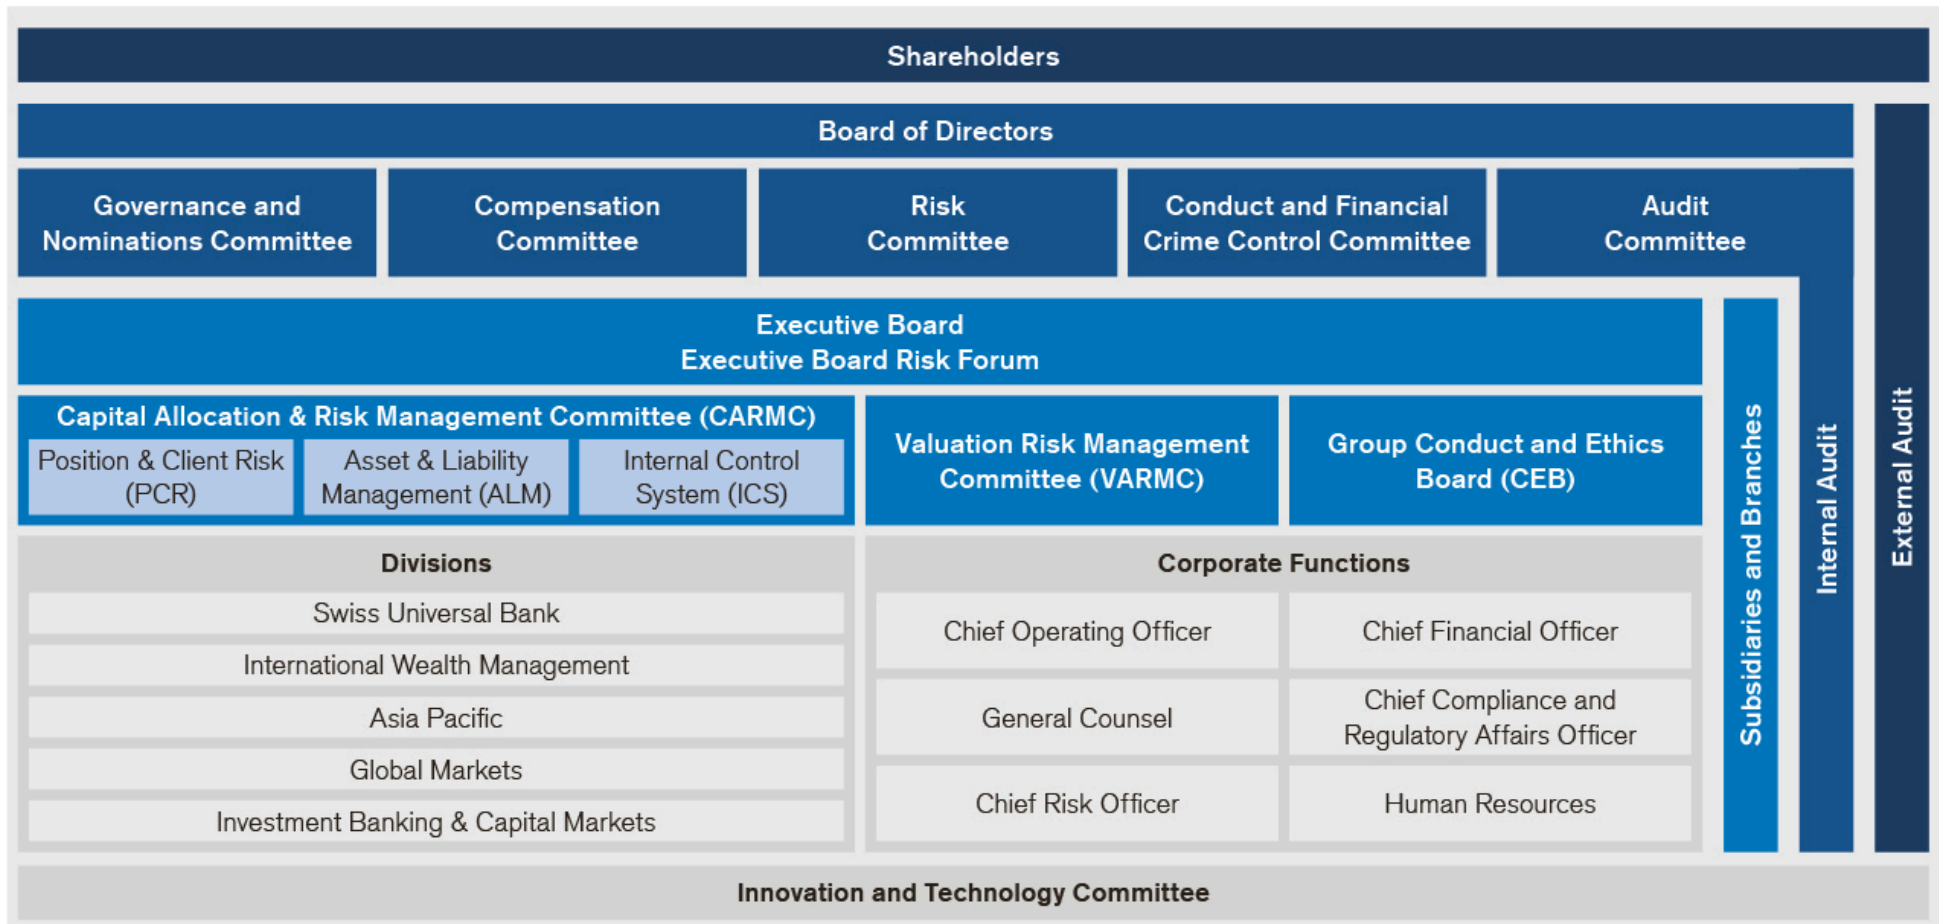 Shareholders
Board of Directors
Governance and
Nominations Committee
Compensation
Committee
Risk
Committee
Conduct and Financial
Crime Control Committee
Audit
Committee
Executive Board
Executive Board Risk Forum
Capital Allocation & Risk Management Committee (CARMC)
Position & Client Risk
(PCR)
Asset & Liability
Management (ALM)
Internal Control
System (ICS)
Valuation Risk Management
Committee (VARMC)
Group Conduct and Ethics
Board (CEB)
Divisions
Swiss Universal Bank
International Wealth Management
Asia Pacific
Global Markets
Investment Banking & Capital Markets
Corporate Functions
Chief Operating Officer
Chief Financial Officer
General Counsel
Chief Compliance and
Regulatory Affairs Officer
Chief Risk Officer
Human Resources
Subsidiaries and Branches
Internal Audit
External Audit
Innovation and Technology Committee